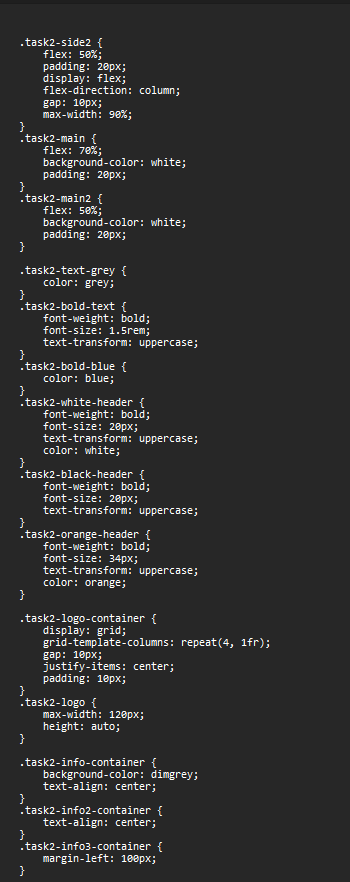 .task2-side2 {
    flex: 50%;
    padding: 20px;
    display: flex;
    flex-direction: column;
    gap: 10px;
    max-width: 90%;
}
.task2-main {
    flex: 70%;
    background-color: white;
    padding: 20px;
}
.task2-main2 {
    flex: 50%;
    background-color: white;
    padding: 20px;
}

.task2-text-grey {
    color: grey;
}
.task2-bold-text {
    font-weight: bold;
    font-size: 1.5rem;
    text-transform: uppercase;
}
.task2-bold-blue {
    color: blue;
}
.task2-white-header {
    font-weight: bold;
    font-size: 20px;
    text-transform: uppercase;
    color: white;
}
.task2-black-header {
    font-weight: bold;
    font-size: 20px;
    text-transform: uppercase;
}
.task2-orange-header {
    font-weight: bold;
    font-size: 34px;
    text-transform: uppercase;
    color: orange;
}

.task2-logo-container {
    display: grid;
    grid-template-columns: repeat(4, 1fr);
    gap: 10px;
    justify-items: center;
    padding: 10px;
}
.task2-logo {
    max-width: 120px;
    height: auto;
}

.task2-info-container {
    background-color: dimgrey;
    text-align: center;
}
.task2-info2-container {
    text-align: center;
}
.task2-info3-container {
    margin-left: 100px;
}